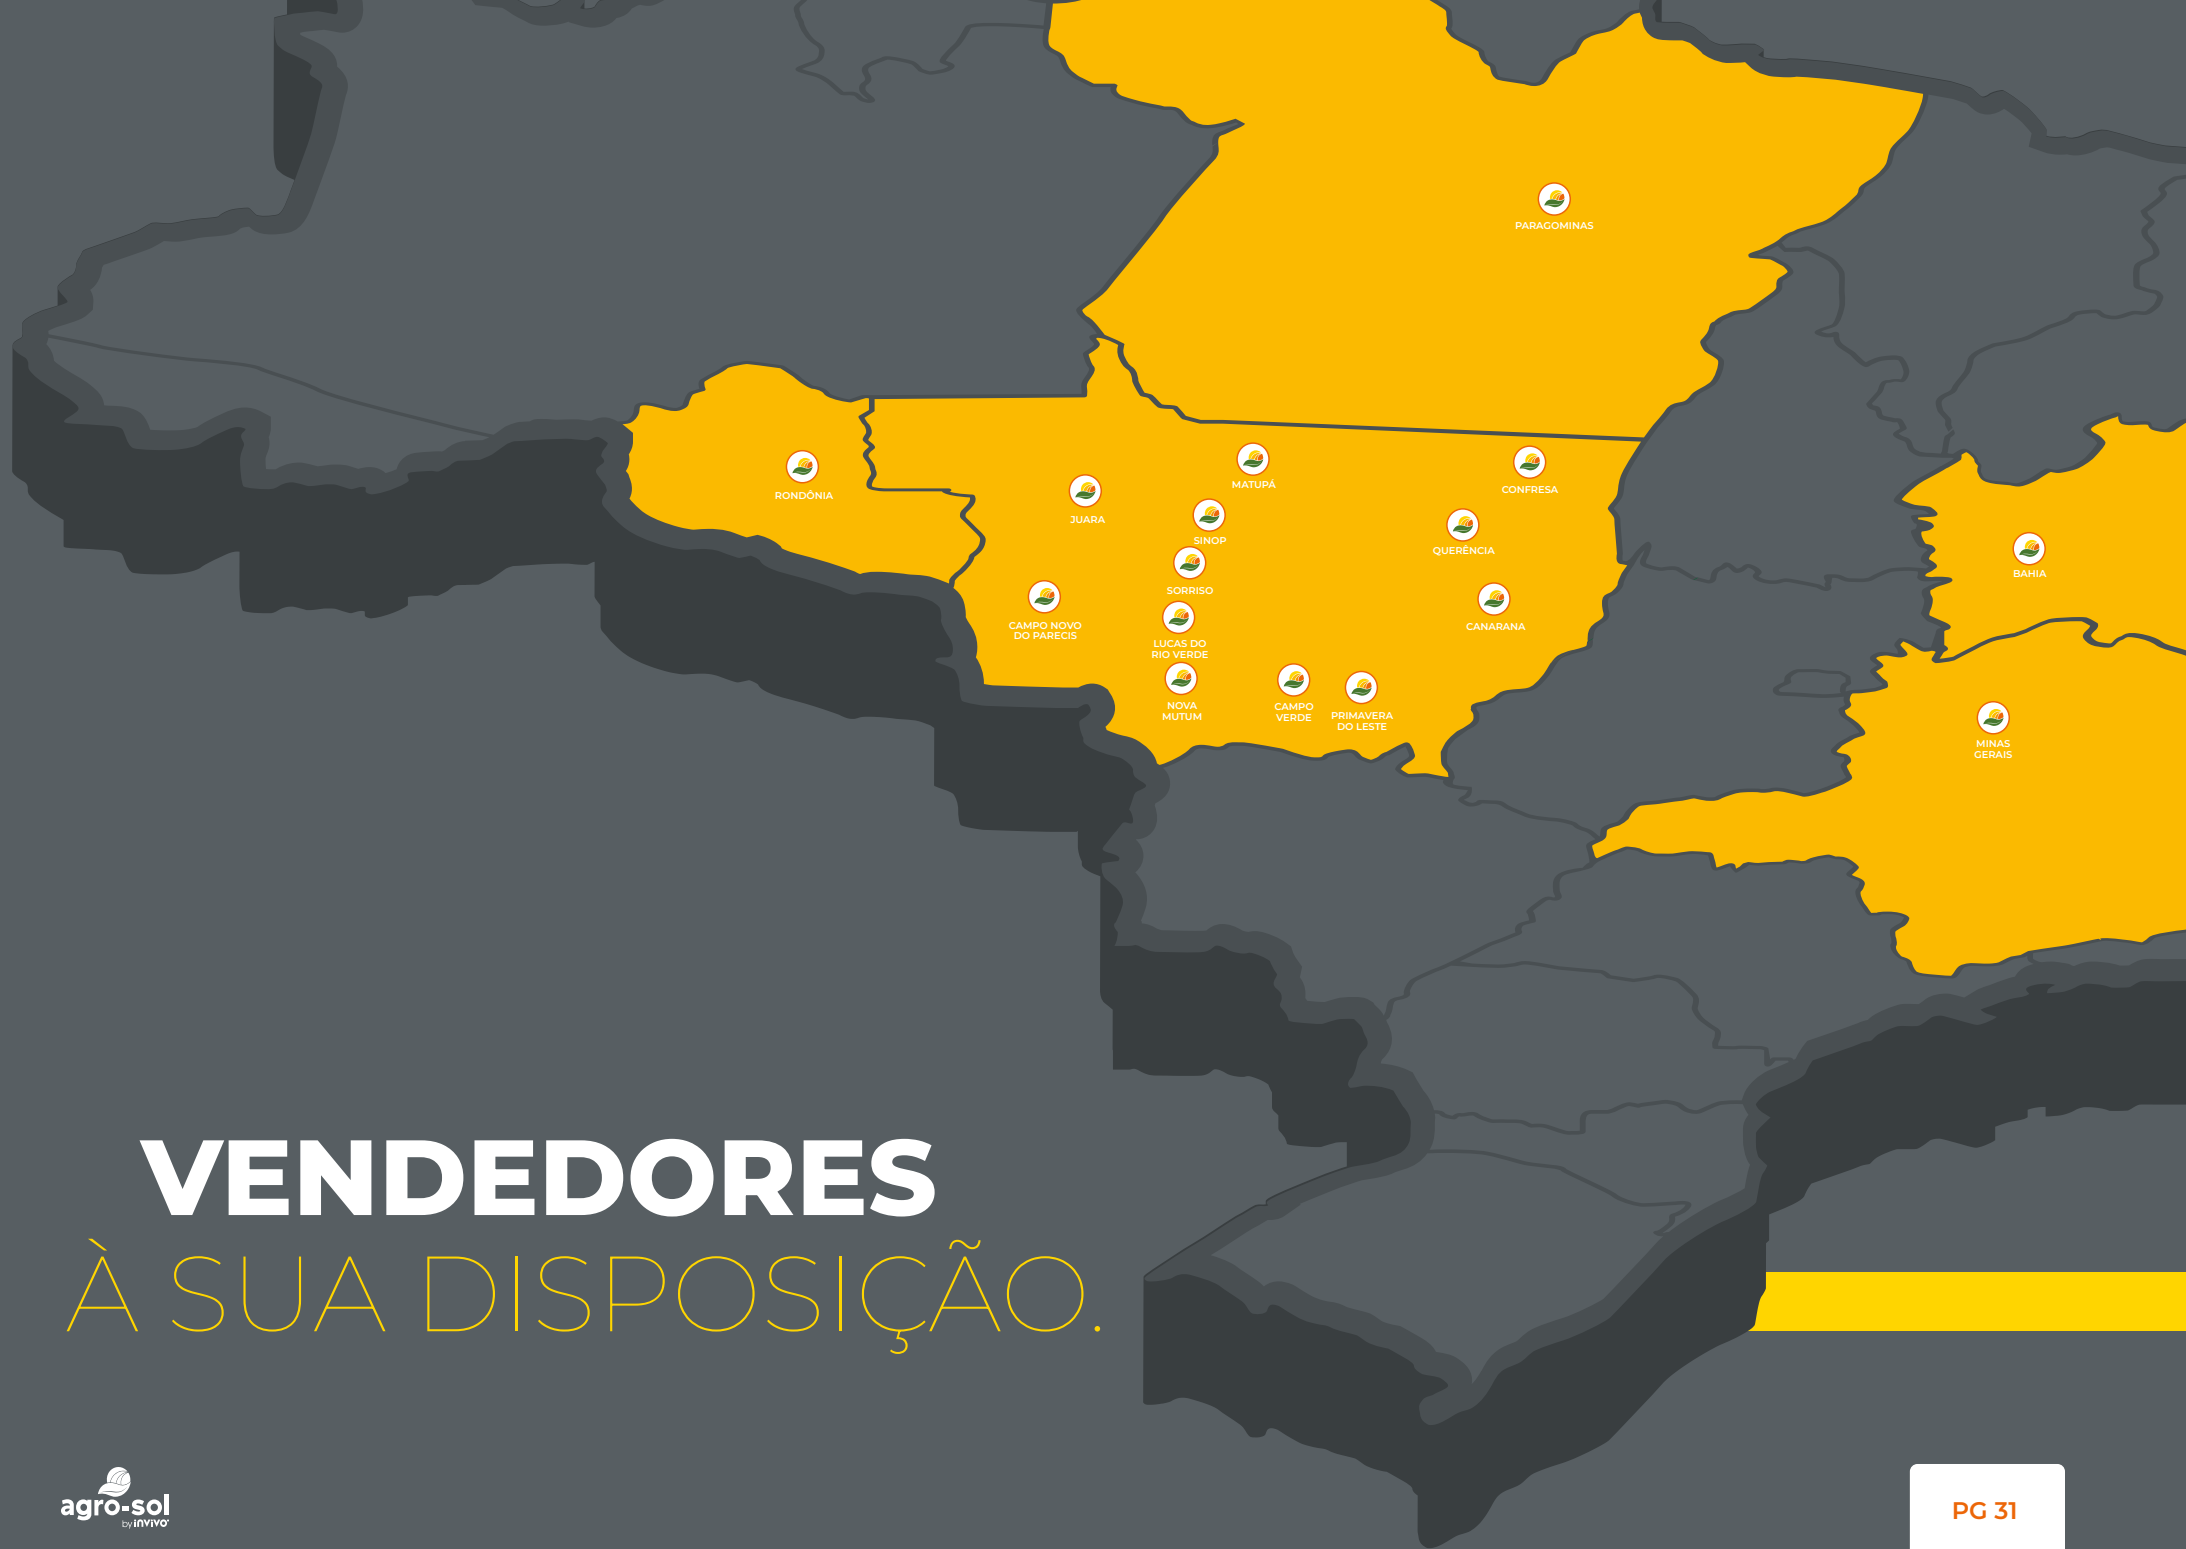 PARAGOMINAS
RONDÔNIA
JUARA
MATUPÁ
SINOP
CONFRESA
QUERÊNCIA
SORRISO
CANARANA
CAMPO NOVO
DO PARECIS
LUCAS DO
RIO VERDE
NOVA
MUTUM
CAMPO
VERDE
PRIMAVERA
DO LESTE
BAHIA
MINAS
GERAIS
VENDEDORES
À SUA DISPOSIÇÃO.
agro-sol
by inVivo
PG 31